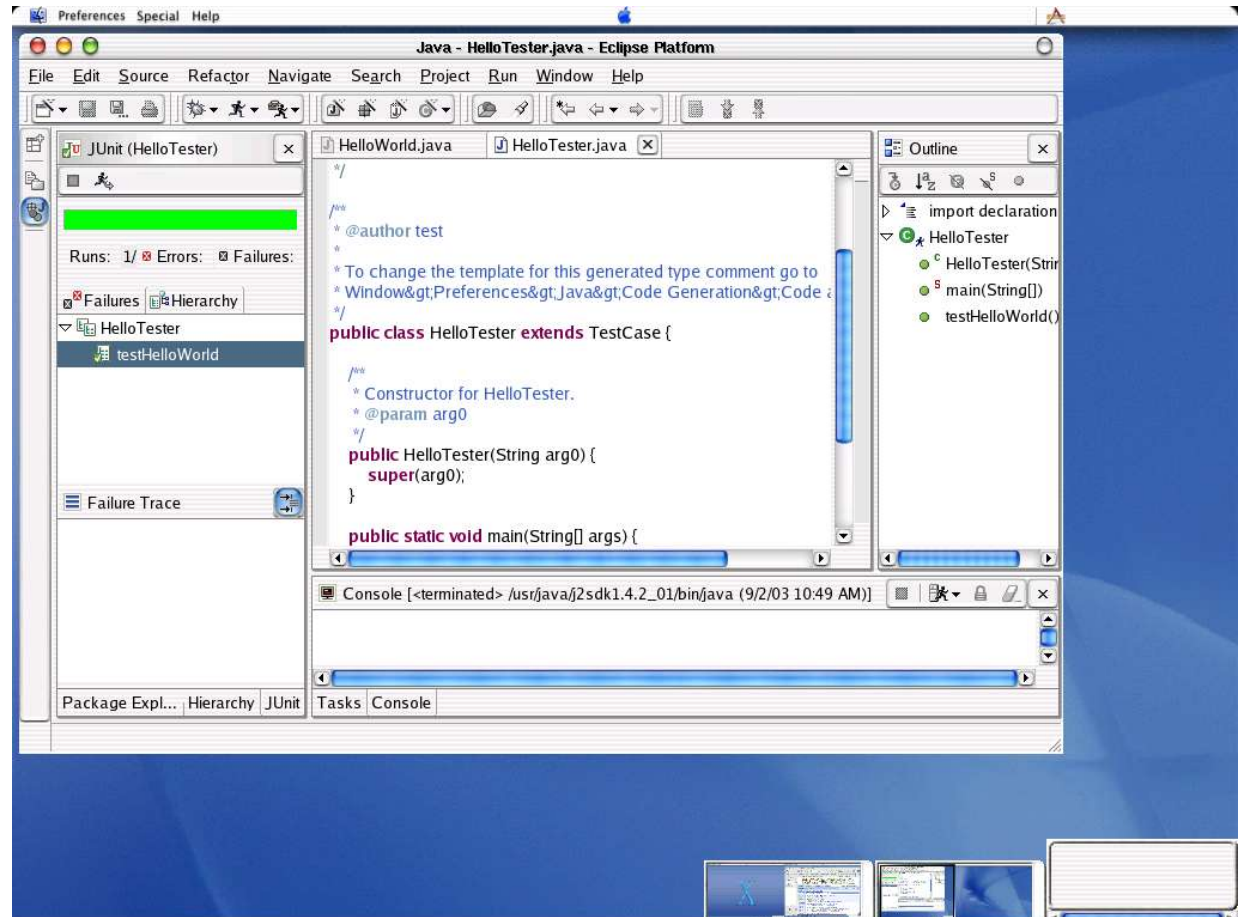 Preferences Special Help
Java - HelloTester.java - Eclipse Platform
File Edit Source Refactor Navigate Search Project Run Window Help
JUnit (HelloTester)
Runs: 1/ Errors: Failures:
Failures Hierarchy
HelloTester
testHelloWorld
Failure Trace
Package Expl... Hierarchy JUnit
HelloWorld.java HelloTester.java
*/
/**
* @author test
*
* To change the template for this generated type comment go to
* Window&gt;Preferences&gt;Java&gt;Code Generation&gt;Code a
*/
public class HelloTester extends TestCase {
/**
* Constructor for HelloTester.
* @param arg0
*/
public HelloTester(String arg0) {
super(arg0);
}
public static void main(String[] args) {
Outline
import declaration
HelloTester
HelloTester(Strin
main(String[])
testHelloWorld()
Console [<terminated> /usr/java/j2sdk1.4.2_01/bin/java (9/2/03 10:49 AM)]
Tasks Console